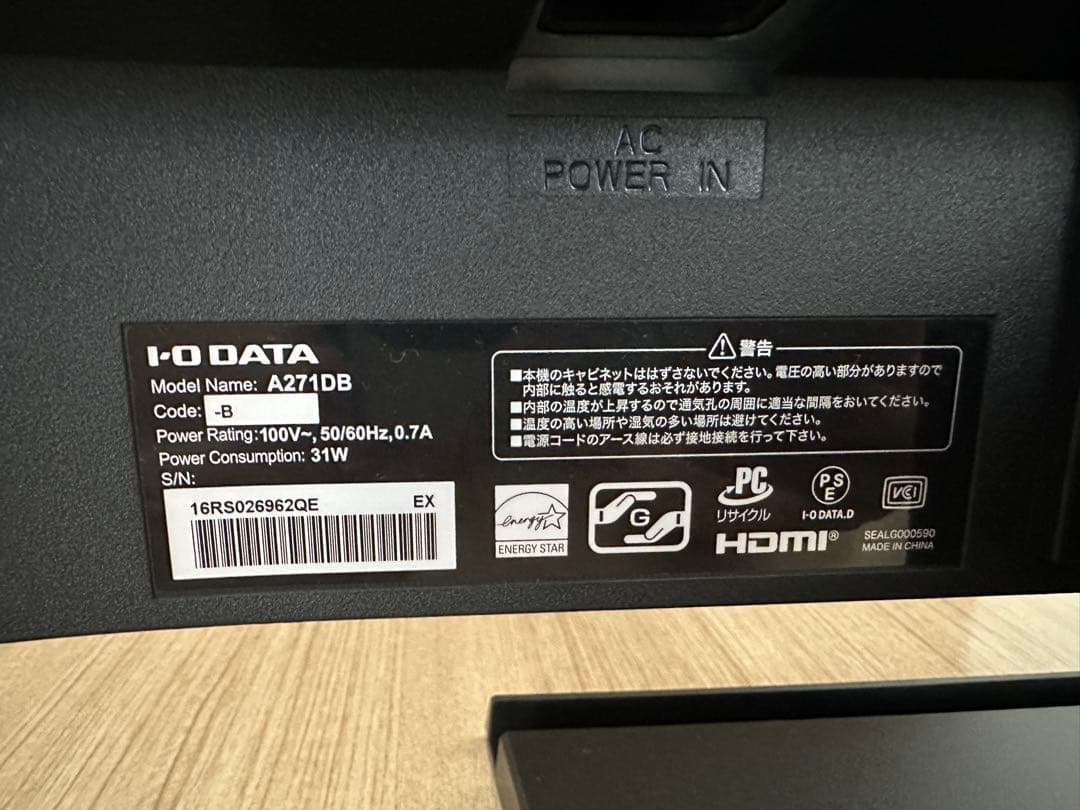 AC
POWER IN
I-O DATA
Model Name: A271DB
Code: -B
Power Rating:100V~, 50/60Hz,0.7A
Power Consumption: 31W
S/N:
16RS026962QE EX
警告
■本機のキャビネットははずさないでください。電圧の高い部分がありますので
内部に触ると感電するおそれがあります。
■内部の温度が上昇するので通気孔の周囲に適当な間隔をおいてください。
■温度の高い場所や湿気の多い場所は避けてください。
■電源コードのアース線は必ず接地接続を行って下さい。
energy
ENERGY STAR
G
PC
リサイクル
PS
E
I-O DATA.D
VCI
HDMI®
SEALG000590
MADE IN CHINA